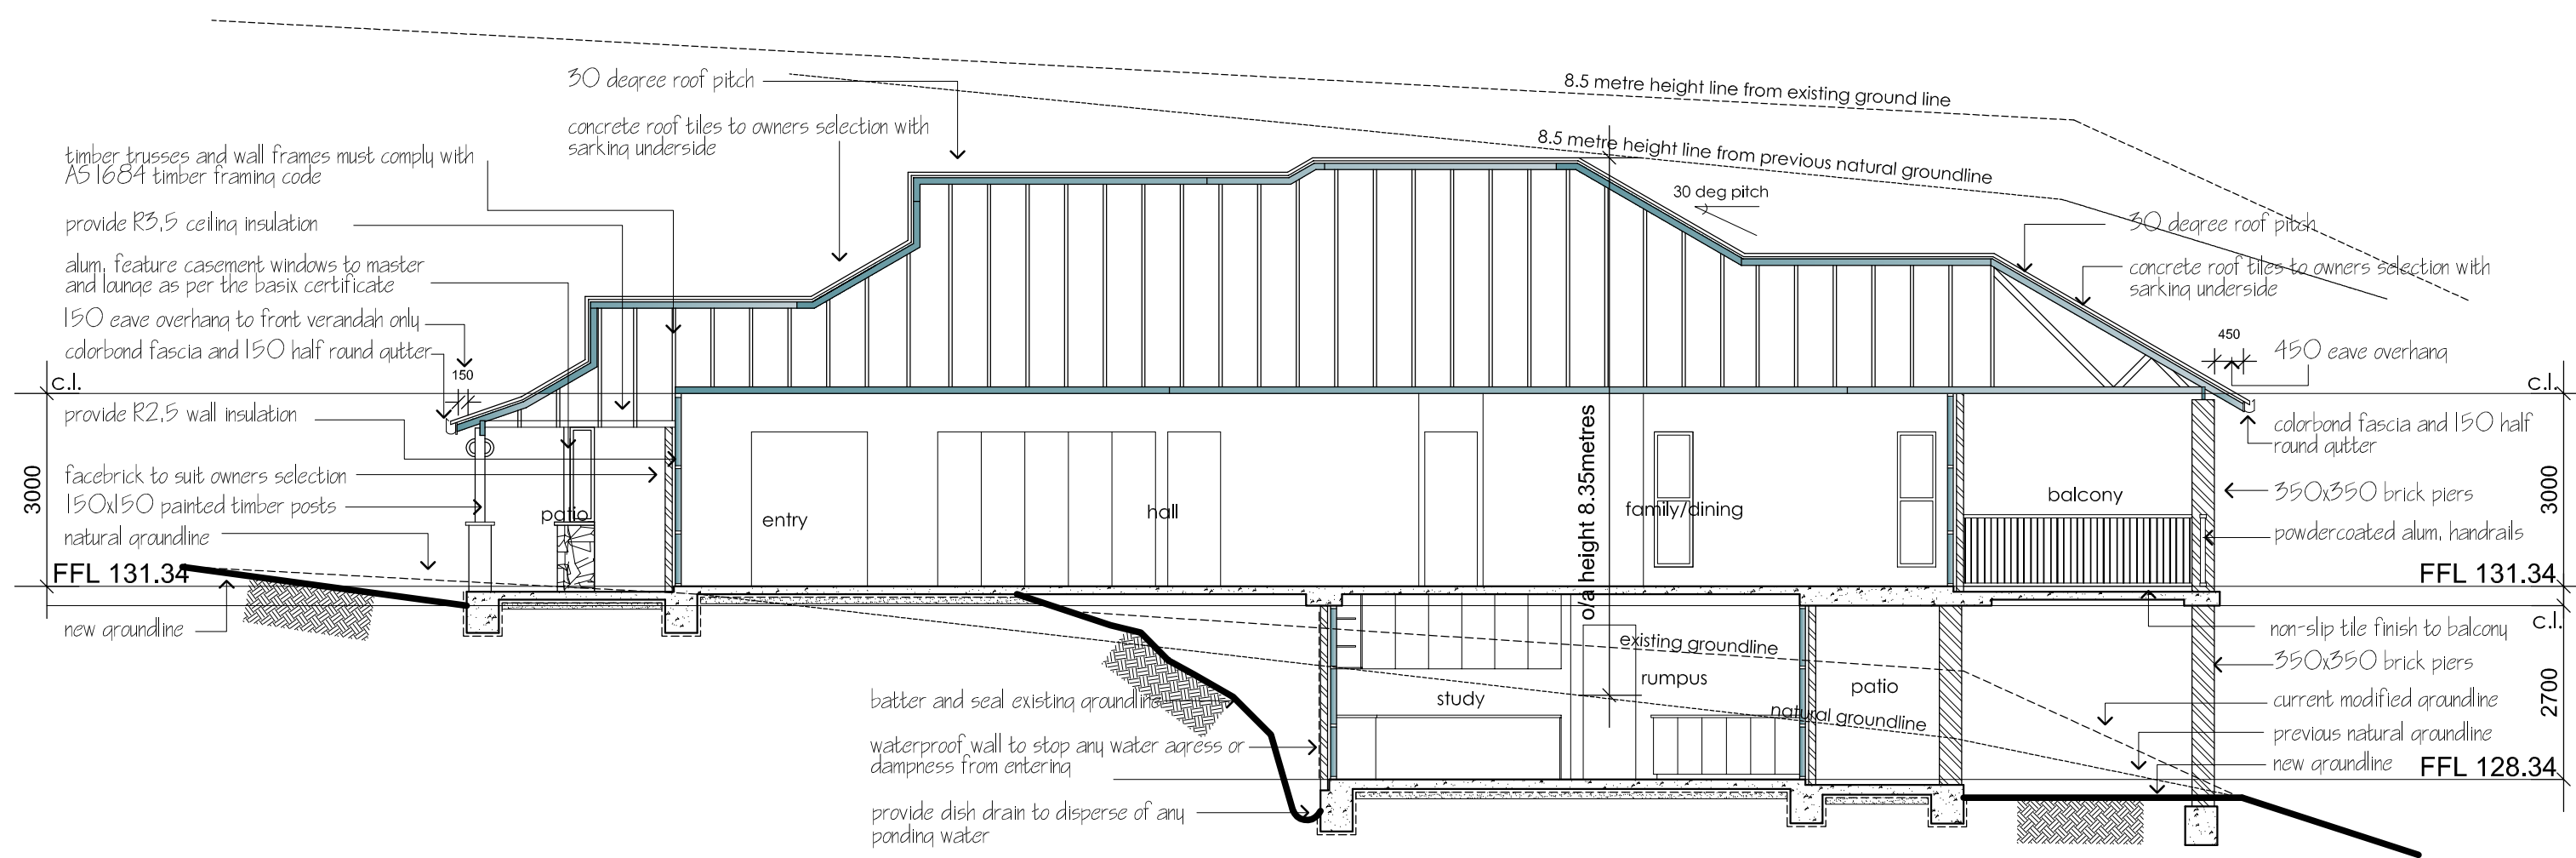 30 degree roof pitch
concrete roof tiles to owners selection with
sarking underside
timber trusses and wall frames must comply with
AS1684 timber framing code
provide R3.5 ceiling insulation
alum. feature casement windows to master
and lounge as per the basix certificate
150 eave overhang to front verandah only
colorbond fascia and 150 half round gutter
150
c.l.
provide R2.5 wall insulation
3000
facebrick to suit owners selection
150x150 painted timber posts
natural groundline
FFL 131.34
new groundline
8.5 metre height line from existing ground line
8.5 metre height line from previous natural groundline
30 deg pitch
30 degree roof pitch
concrete roof tiles to owners selection with
sarking underside
450
450 eave overhang
c.l.
colorbond fascia and 150 half
round gutter
350x350 brick piers
3000
powdercoated alum. handrails
FFL 131.34
patio
entry
hall
o/a height 8.35metres
family/dining
balcony
non-slip tile finish to balcony
c.l.
350x350 brick piers
current modified groundline
2700
previous natural groundline
new groundline
FFL 128.34
existing groundline
rumpus
study
patio
natural groundline
batter and seal existing groundline
waterproof wall to stop any water agress or
dampness from entering
provide dish drain to disperse of any
ponding water